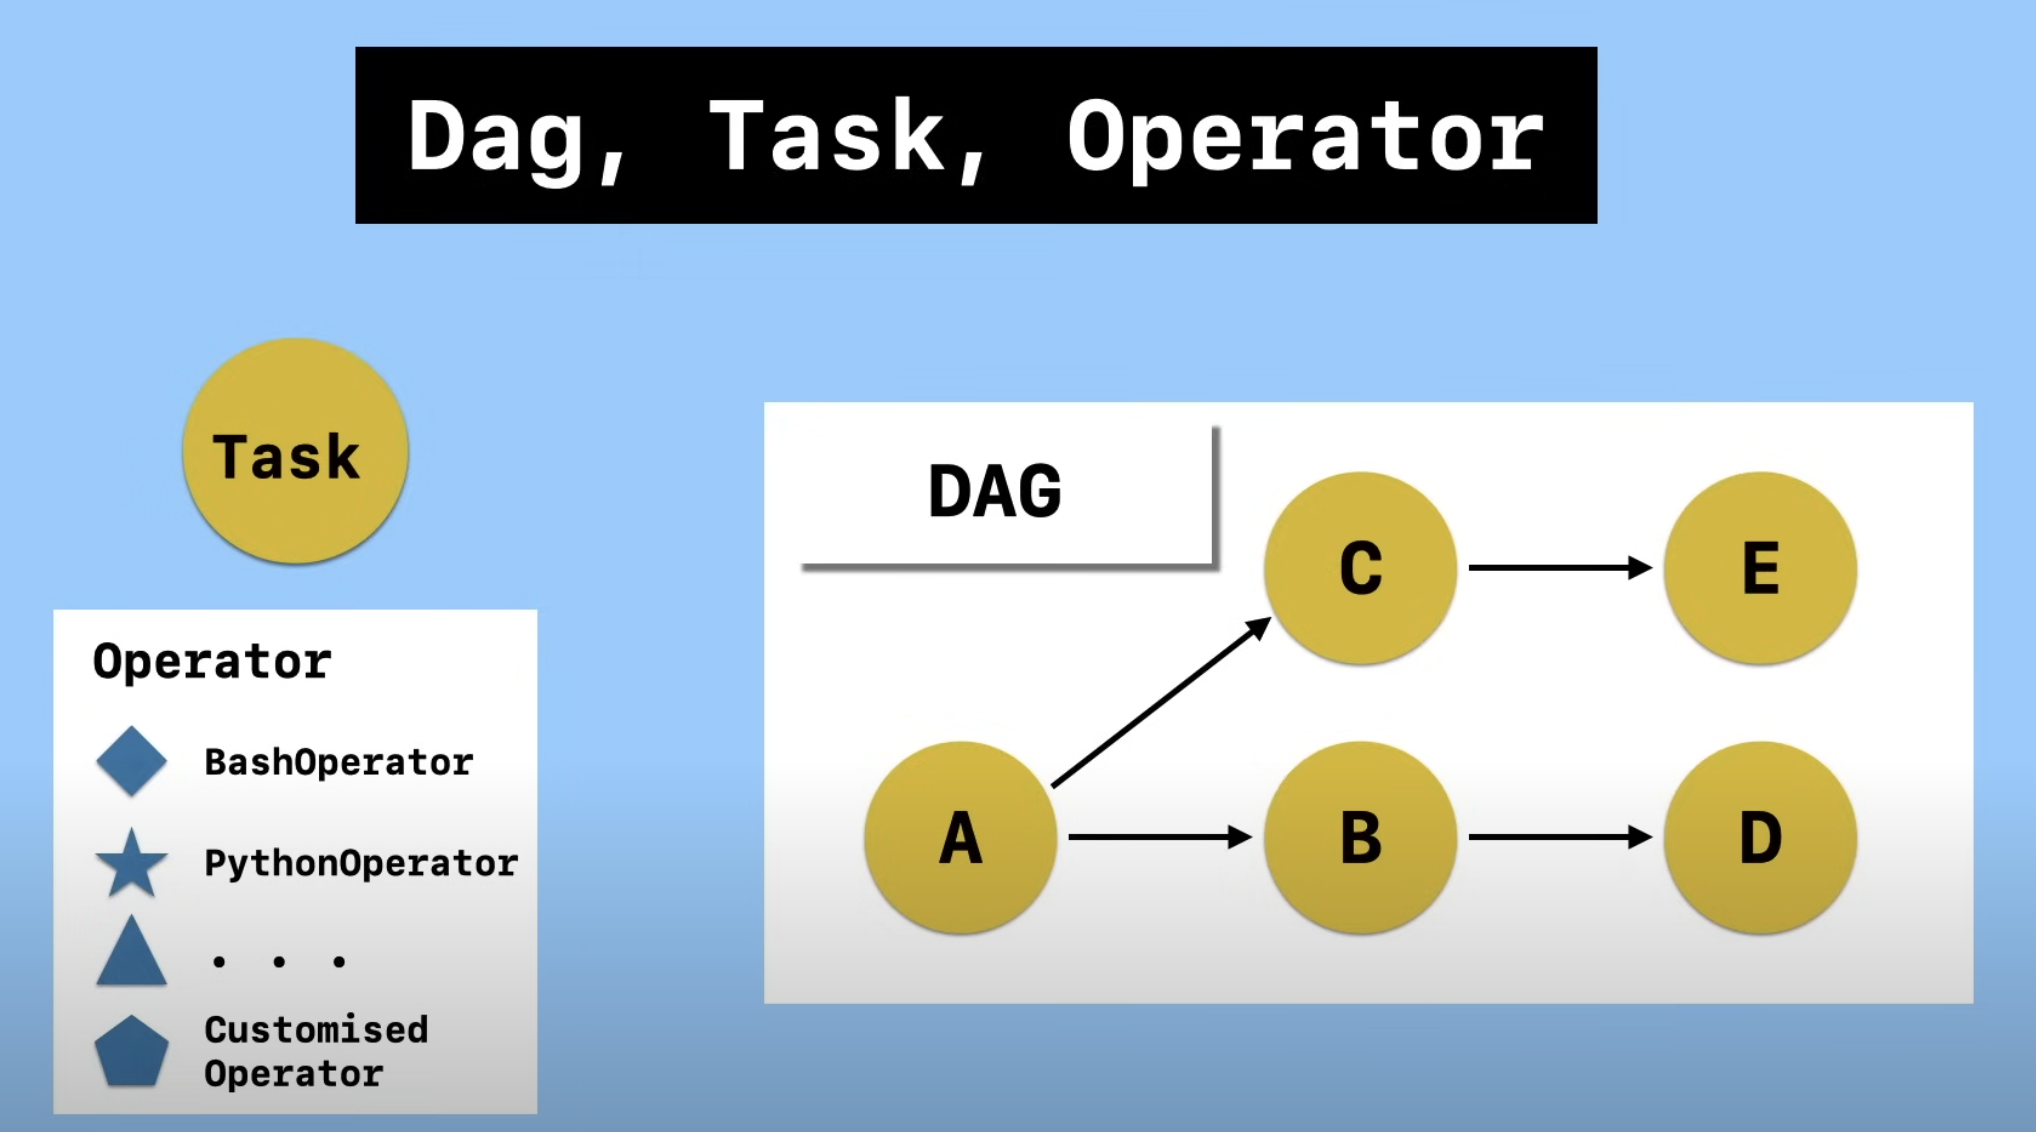 Dag, Task, Operator
Task
Operator
BashOperator
PythonOperator
. . .
Customised
Operator
DAG
C
E
A
B
D